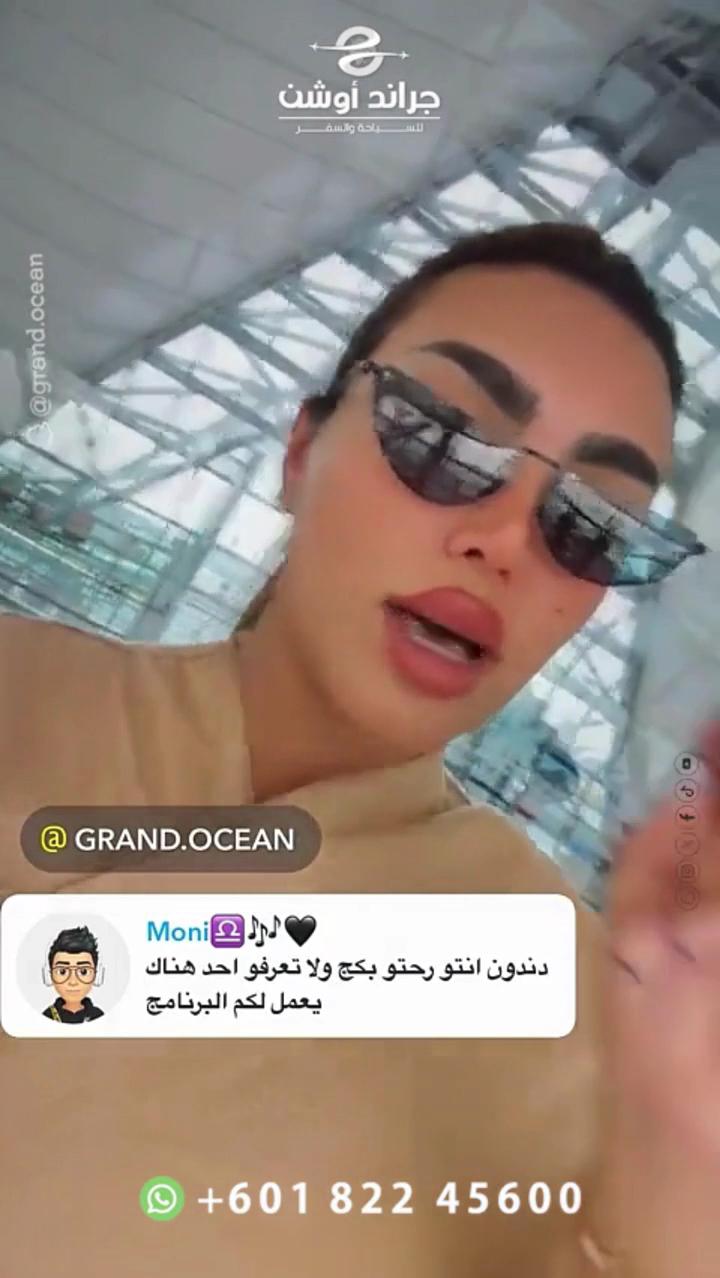 جراند أوشن
للسياحة والسفر
@grand.ocean
@ GRAND.OCEAN
Moni♎🎶🖤
دندون انتو رحتو بكج ولا تعرفو احد هناك
يعمل لكم البرنامج
+601 822 45600